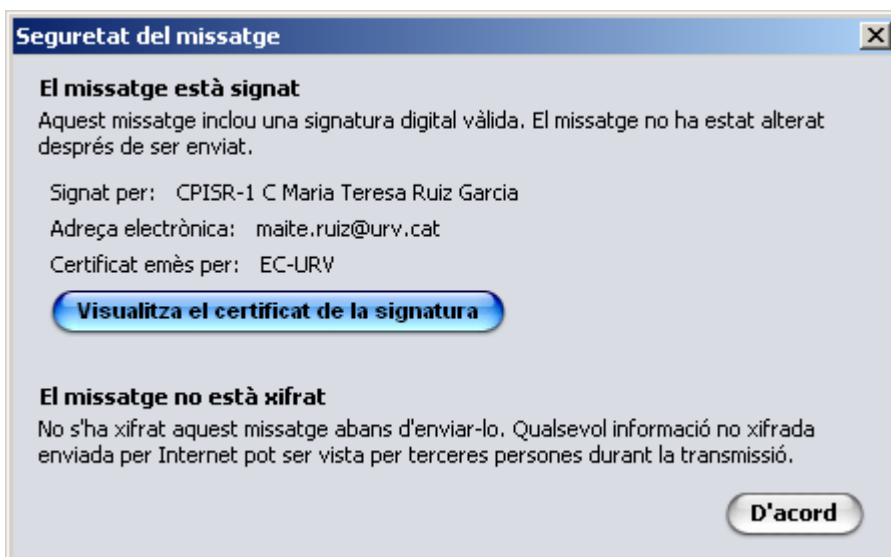 Seguretat del missatge
El missatge està signat
Aquest missatge inclou una signatura digital vàlida. El missatge no ha estat alterat
després de ser enviat.
Signat per: CPISR-1 C Maria Teresa Ruiz Garcia
Adreça electrònica: maite.ruiz@urv.cat
Certificat emès per: EC-URV
Visualitza el certificat de la signatura
El missatge no està xifrat
No s'ha xifrat aquest missatge abans d'enviar-lo. Qualsevol informació no xifrada
enviada per Internet pot ser vista per terceres persones durant la transmissió.
D'acord